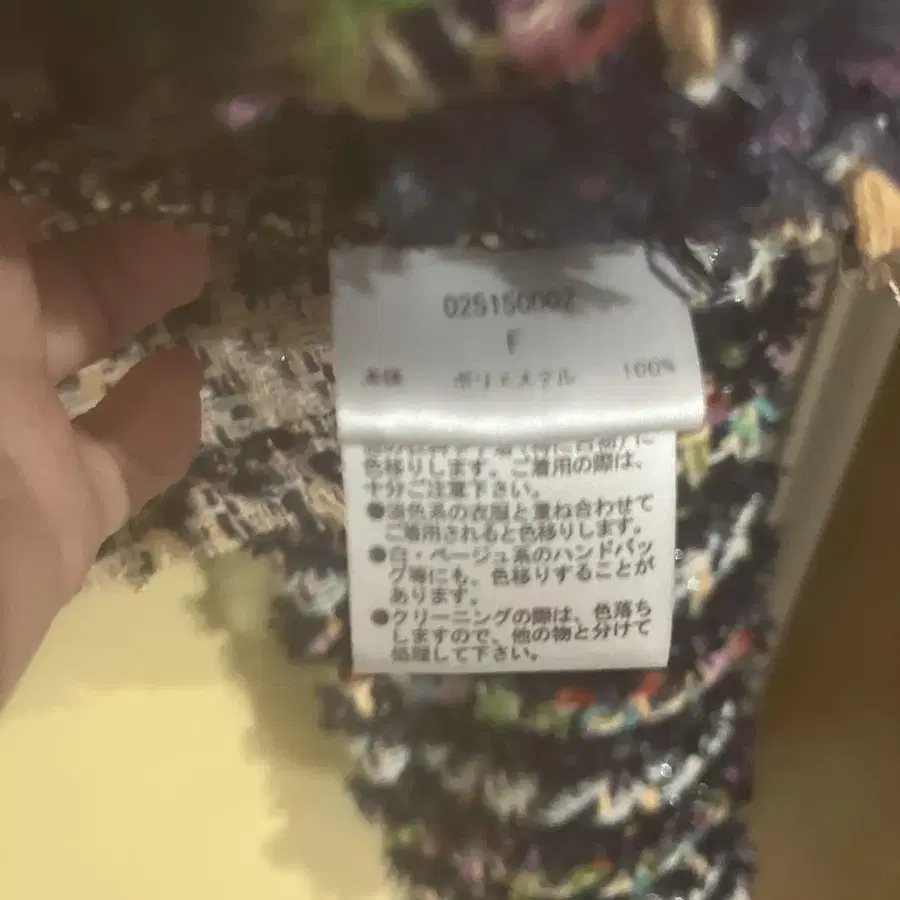 025150002
F
ポリエステル 100%
色移りします。ご着用の際は、
十分ご注意下さい。
●淡色系の衣服と重ね合わせて
ご着用されると色移りします。
●白・ベージュ系のハンドバッ
グ等にも、色移りすることが
あります。
●クリーニングの際は、色落ち
しますので、他の物と分けて
処理して下さい。